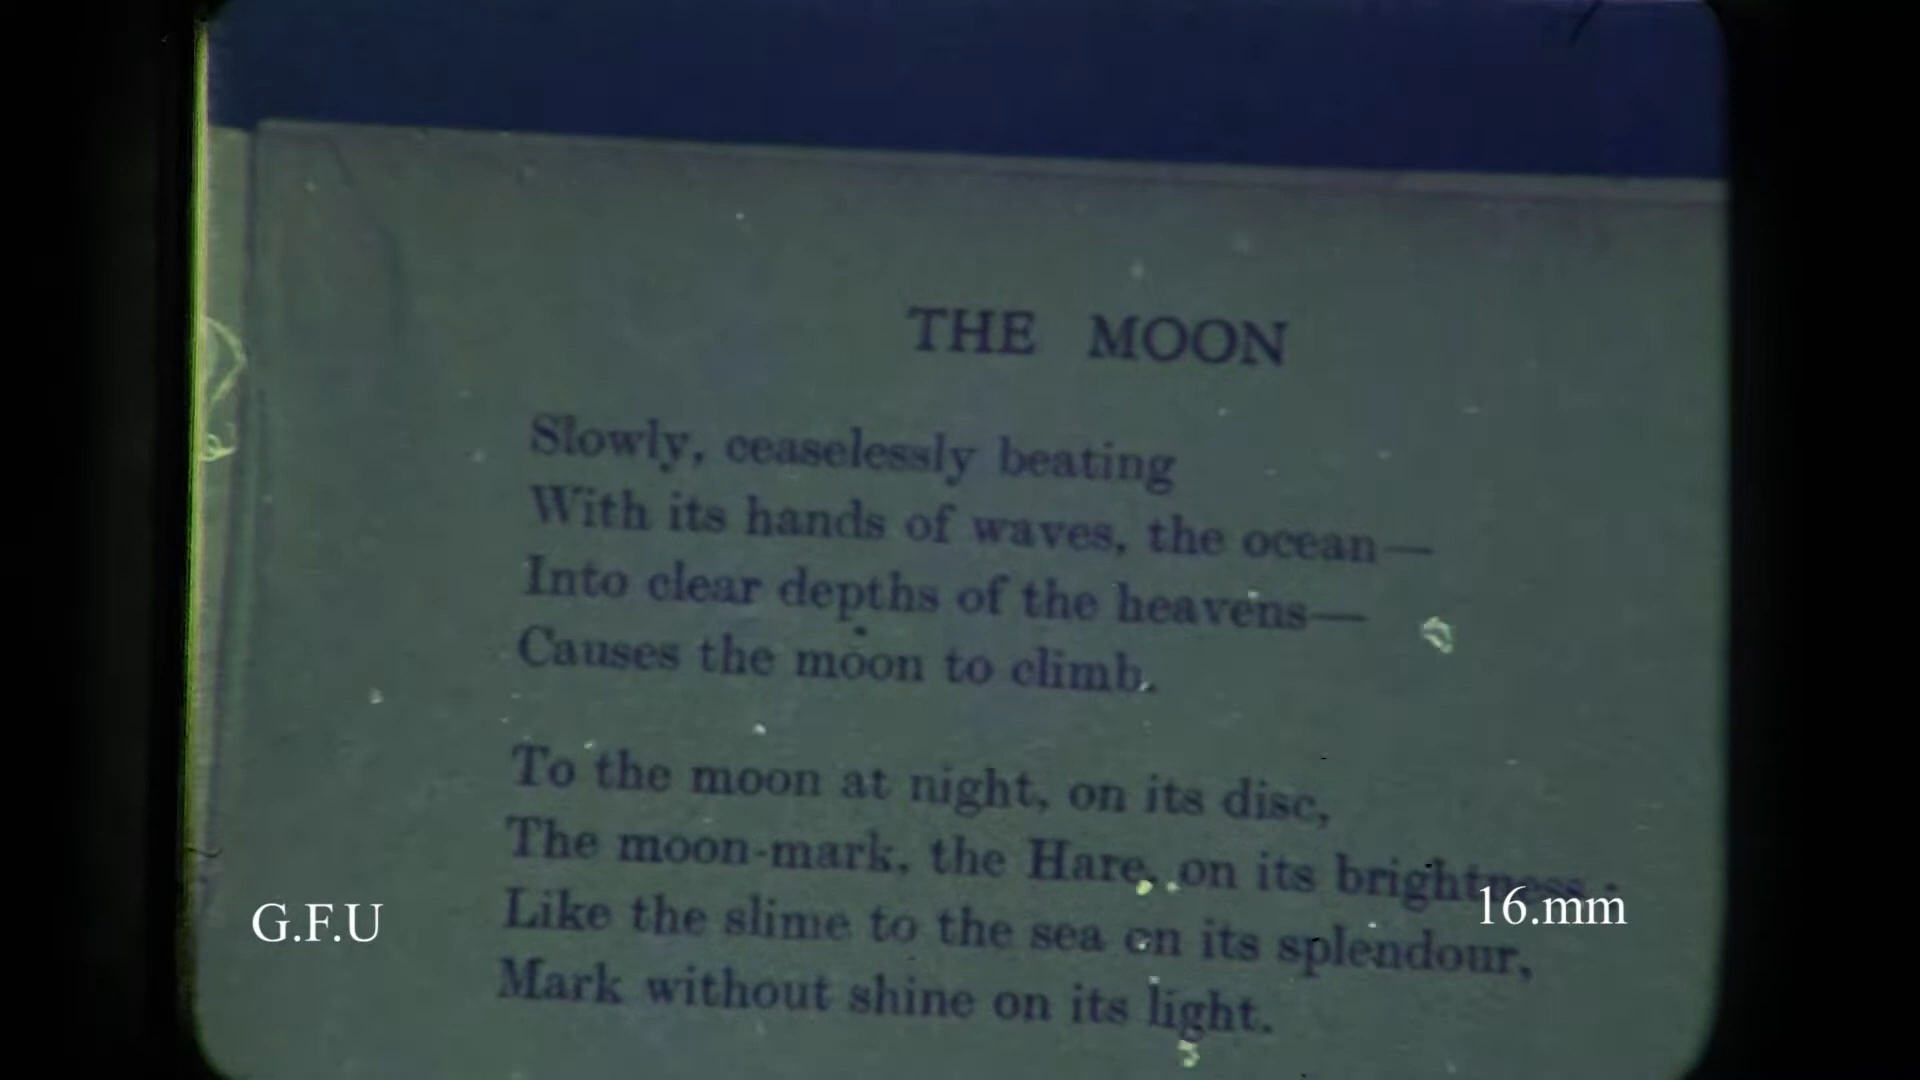 THE MOON
Slowly, ceaselessly beating
With its hands of waves, the ocean—
Into clear depths of the heavens—
Causes the moon to climb.
To the moon at night, on its disc,
The moon-mark, the Hare, on its brightness;
Like the slime to the sea on its splendour,
Mark without shine on its light.
G.F.U
16.mm